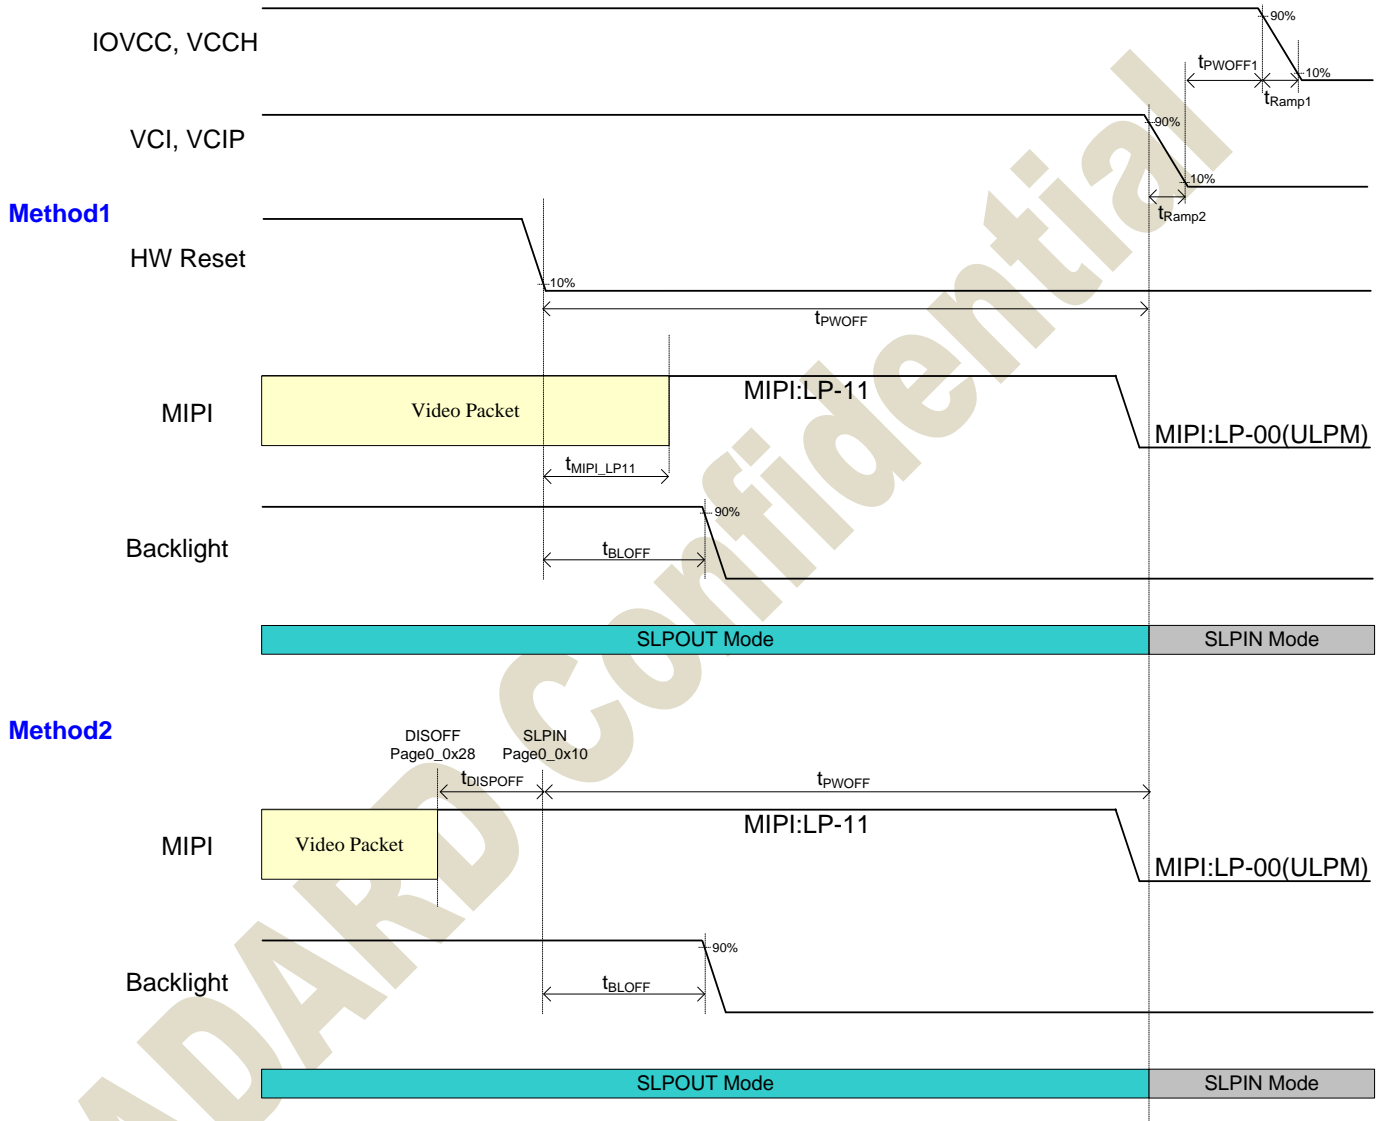 IOVCC, VCCH
90%
tPWOFF1
10%
tRamp1
VCI, VCIP
90%
10%
tRamp2
Method1
HW Reset
10%
tPWOFF
MIPI
Video Packet
MIPI:LP-11
MIPI:LP-00(ULPM)
tMIPI_LP11
Backlight
90%
tBLOFF
SLPOUT Mode
SLPIN Mode
Method2
DISOFF
Page0_0x28
SLPIN
Page0_0x10
tDISPOFF
tPWOFF
MIPI
Video Packet
MIPI:LP-11
MIPI:LP-00(ULPM)
Backlight
90%
tBLOFF
SLPOUT Mode
SLPIN Mode
ADARD Confidential